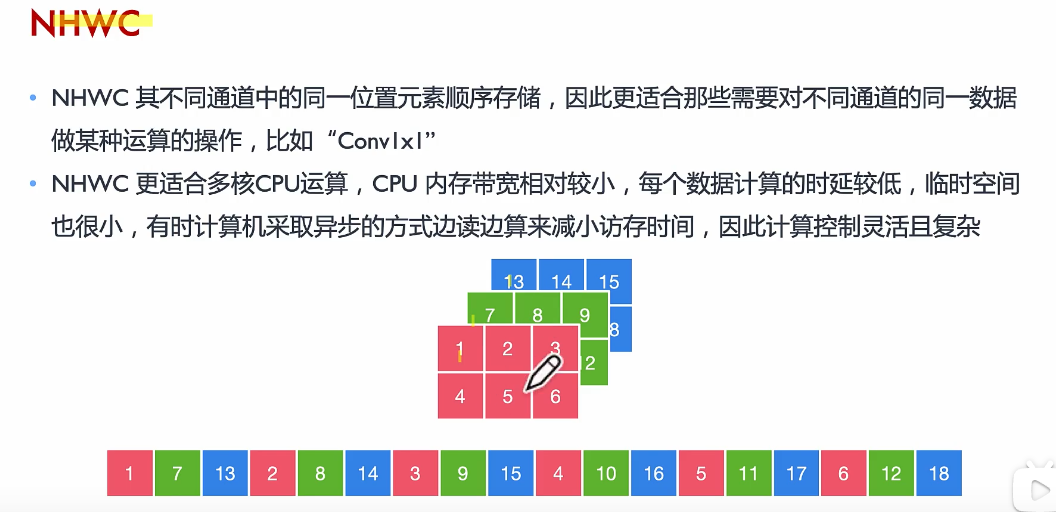 NHWC
• NHWC 其不同通道中的同一位置元素顺序存储，因此更适合那些需要对不同通道的同一数据
做某种运算的操作，比如“Conv1x1”
• NHWC 更适合多核CPU运算，CPU 内存带宽相对较小，每个数据计算的时延较低，临时空间
也很小，有时计算机采取异步的方式边读边算来减小访存时间，因此计算控制灵活且复杂
13 14 15
7 8 9
8
1 2 3
2
4 5 6
1 7 13 2 8 14 3 9 15 4 10 16 5 11 17 6 12 18